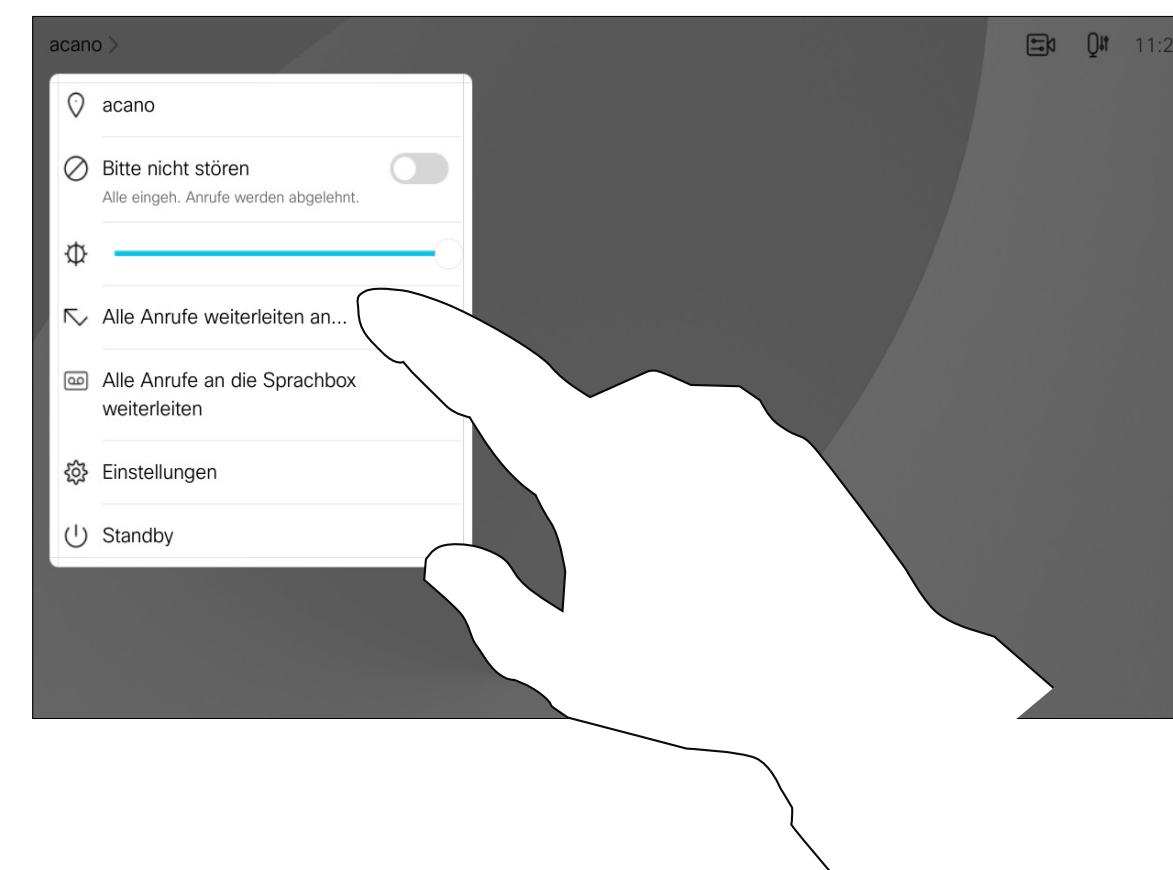 acano
acano
Bitte nicht stören
Alle eingeh. Anrufe werden abgelehnt.
Alle Anrufe weiterleiten an...
Alle Anrufe an die Sprachbox
weiterleiten
Einstellungen
Standby